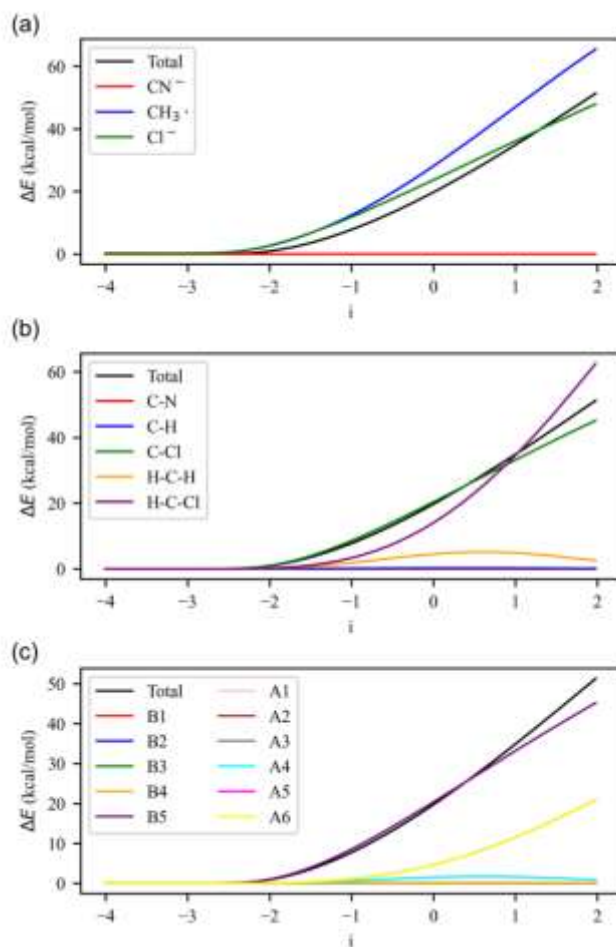 (a)
ΔE (kcal/mol)
60
40
20
0
Total
CN⁻
CH₃·
Cl⁻
−4 −3 −2 −1 0 1 2
i
(b)
ΔE (kcal/mol)
60
40
20
0
Total
C-N
C-H
C-Cl
H-C-H
H-C-Cl
−4 −3 −2 −1 0 1 2
i
(c)
ΔE (kcal/mol)
50
40
30
20
10
0
Total A1
B1 A2
B2 A3
B3 A4
B4 A5
B5 A6
−4 −3 −2 −1 0 1 2
i